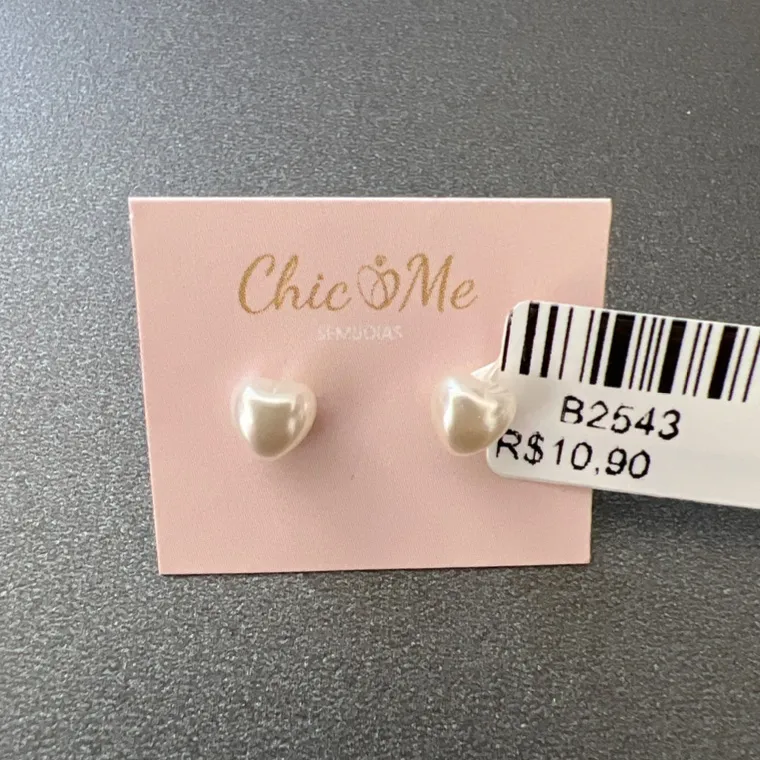 Chic Me
SEMIJOIAS
B2543
R$10,90